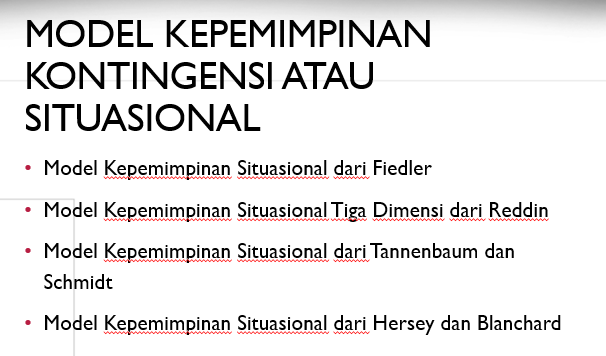 MODEL KEPEMIMPINAN
KONTINGENSI ATAU
SITUASIONAL
• Model Kepemimpinan Situasional dari Fiedler
• Model Kepemimpinan Situasional Tiga Dimensi dari Reddin
• Model Kepemimpinan Situasional dari Tannenbaum dan
Schmidt
• Model Kepemimpinan Situasional dari Hersey dan Blanchard